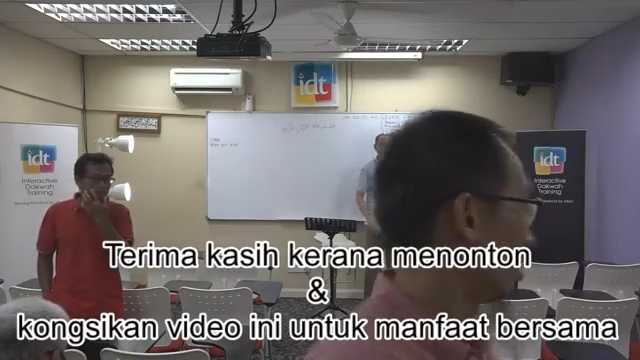 idt
idt
Interactive
Dakwah
Training
idt
Interactive
Dakwah
Training
Terima kasih kerana menonton
&
kongsikan video ini untuk manfaat bersama